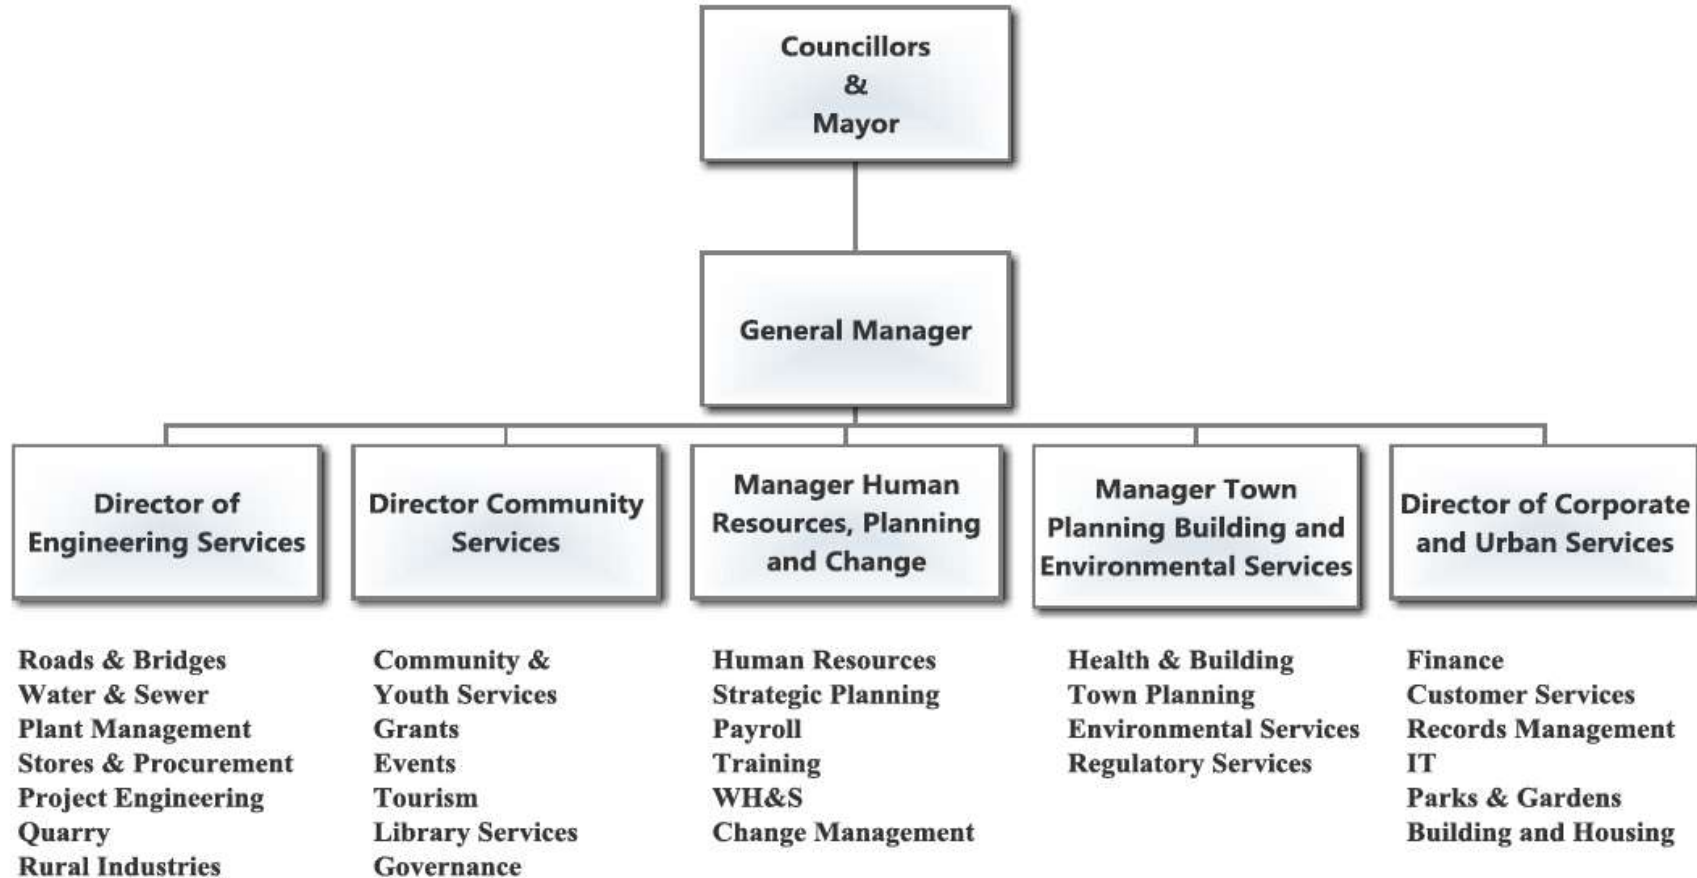 Councillors
&
Mayor
General Manager
Director of
Engineering Services
Director Community
Services
Manager Human
Resources, Planning
and Change
Manager Town
Planning Building and
Environmental Services
Director of Corporate
and Urban Services
Roads & Bridges
Water & Sewer
Plant Management
Stores & Procurement
Project Engineering
Quarry
Rural Industries
Community &
Youth Services
Grants
Events
Tourism
Library Services
Governance
Human Resources
Strategic Planning
Payroll
Training
WH&S
Change Management
Health & Building
Town Planning
Environmental Services
Regulatory Services
Finance
Customer Services
Records Management
IT
Parks & Gardens
Building and Housing